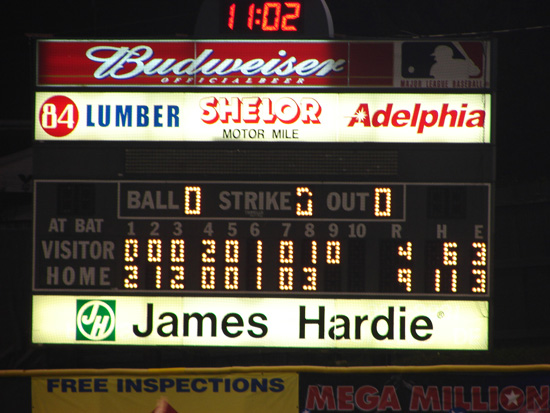 11:02
Budweiser
OFFICIAL BEER
MAJOR LEAGUE BASEBALL
84 LUMBER SHELOR Adelphia
MOTOR MILE
BALL 0 STRIKE OUT 0
AT BAT 1 2 3 4 5 6 7 8 9 10 R H E
VISITOR 0 0 0 2 0 1 0 1 0 4 6 3
HOME 2 1 2 0 0 1 0 3 9 11 3
JH James Hardie®
FREE INSPECTIONS MEGA MILLION